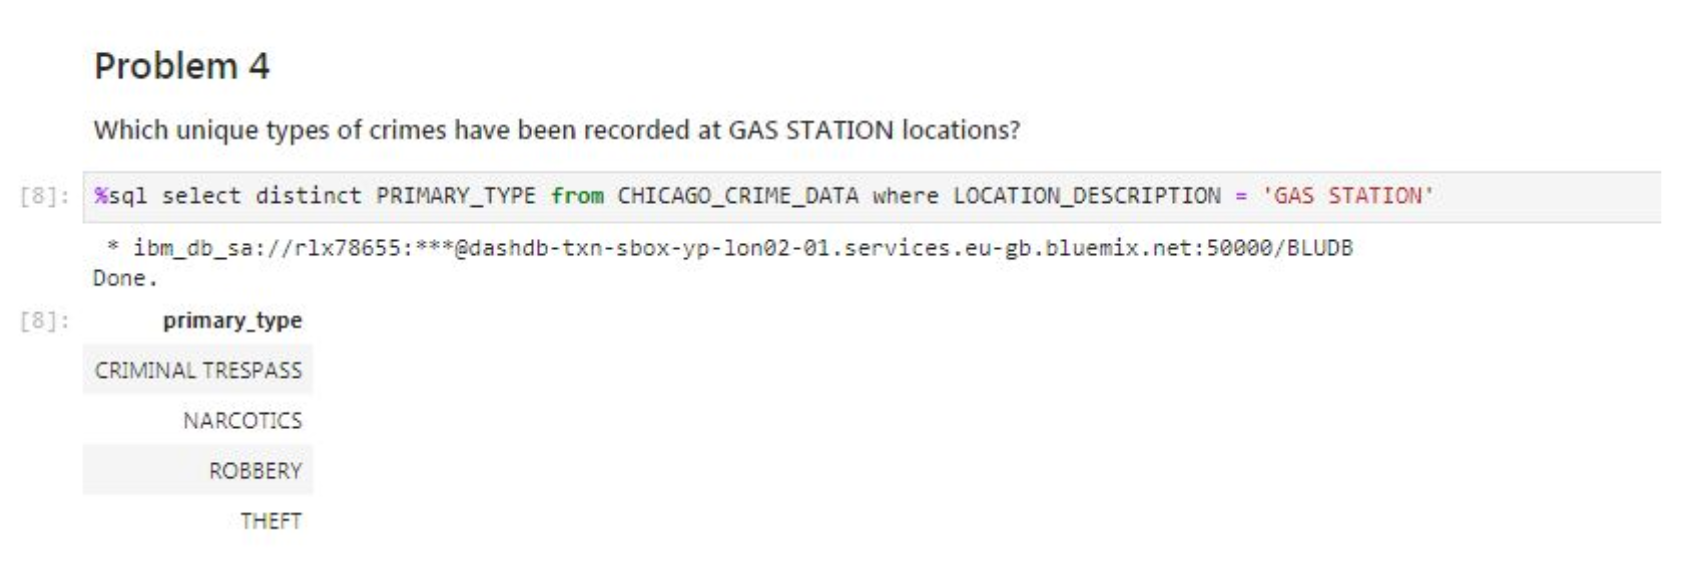 Problem 4
Which unique types of crimes have been recorded at GAS STATION locations?
[8]: %sql select distinct PRIMARY_TYPE from CHICAGO_CRIME_DATA where LOCATION_DESCRIPTION = 'GAS STATION'
* ibm_db_sa://rlx78655:***@dashdb-txn-sbox-yp-lon02-01.services.eu-gb.bluemix.net:50000/BLUDB
Done.
[8]: primary_type
CRIMINAL TRESPASS
NARCOTICS
ROBBERY
THEFT